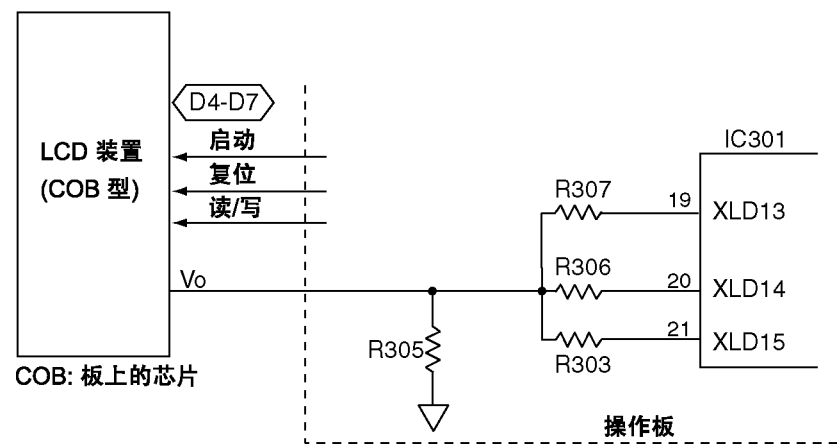 D4-D7
LCD 装置
(COB 型)
启动
复位
读/写
IC301
R307
19
XLD13
Vo
R306
20
XLD14
R305
R303
21
XLD15
COB: 板上的芯片
操作板